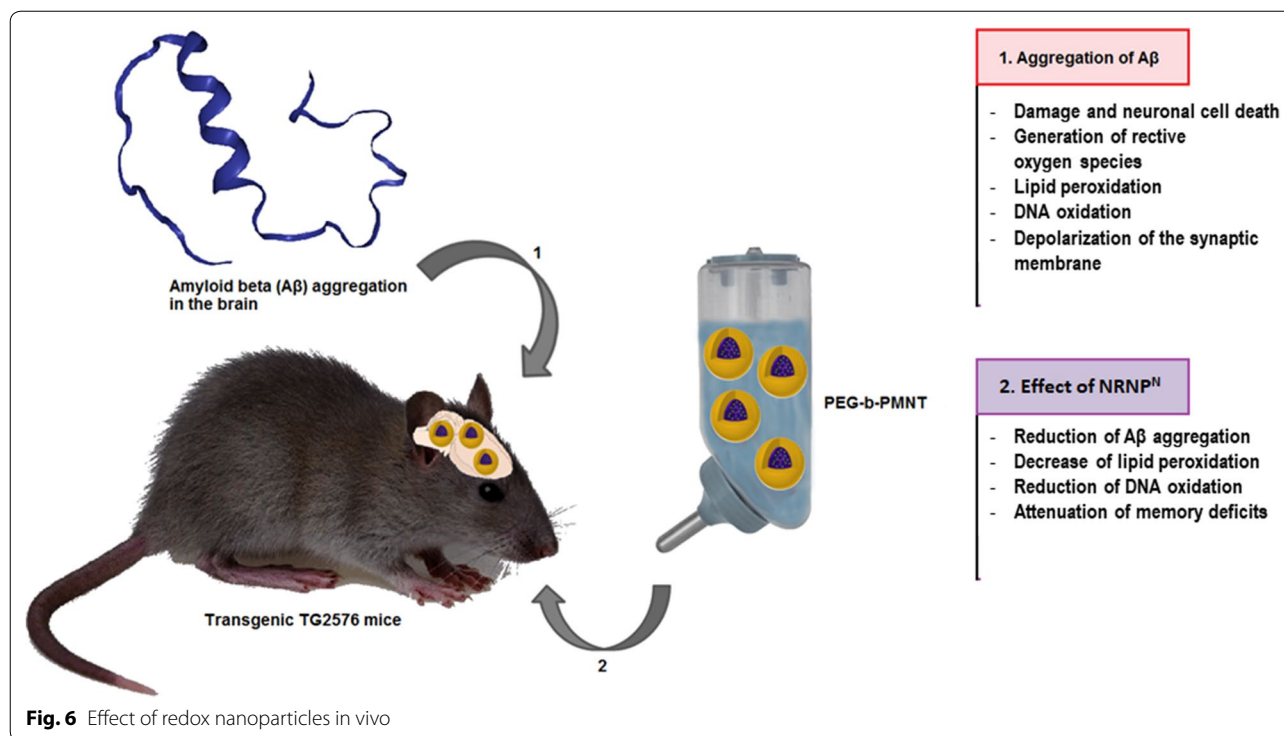 Amyloid beta (Aβ) aggregation
in the brain
1
Transgenic TG2576 mice
2
PEG-b-PMNT
1. Aggregation of Aβ
- Damage and neuronal cell death
- Generation of rective
oxygen species
- Lipid peroxidation
- DNA oxidation
- Depolarization of the synaptic
membrane
2. Effect of NRNPᴺ
- Reduction of Aβ aggregation
- Decrease of lipid peroxidation
- Reduction of DNA oxidation
- Attenuation of memory deficits
Fig. 6 Effect of redox nanoparticles in vivo